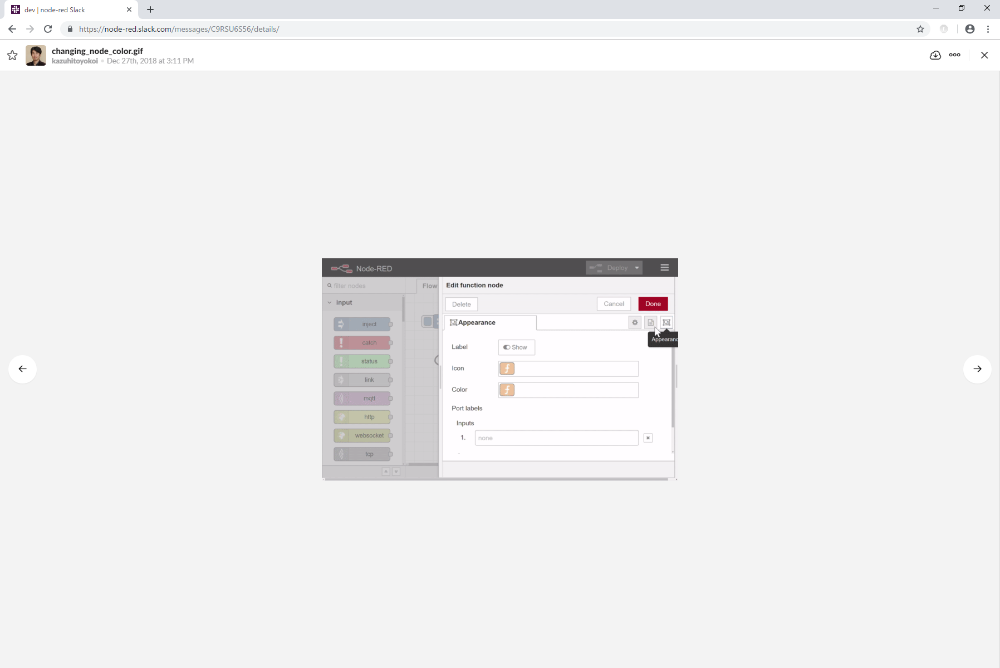 dev | node-red Slack
https://node-red.slack.com/messages/C9RSU6S56/details/
changing_node_color.gif
kazuhitoyokoi Dec 27th, 2018 at 3:11 PM
Node-RED
Deploy
filter nodes
Flow
Edit function node
input
Delete
Cancel
Done
Appearance
inject
Appearanc
catch
Label
Show
status
Icon
link
Color
mqtt
Port labels
http
Inputs
websocket
1.
none
tcp